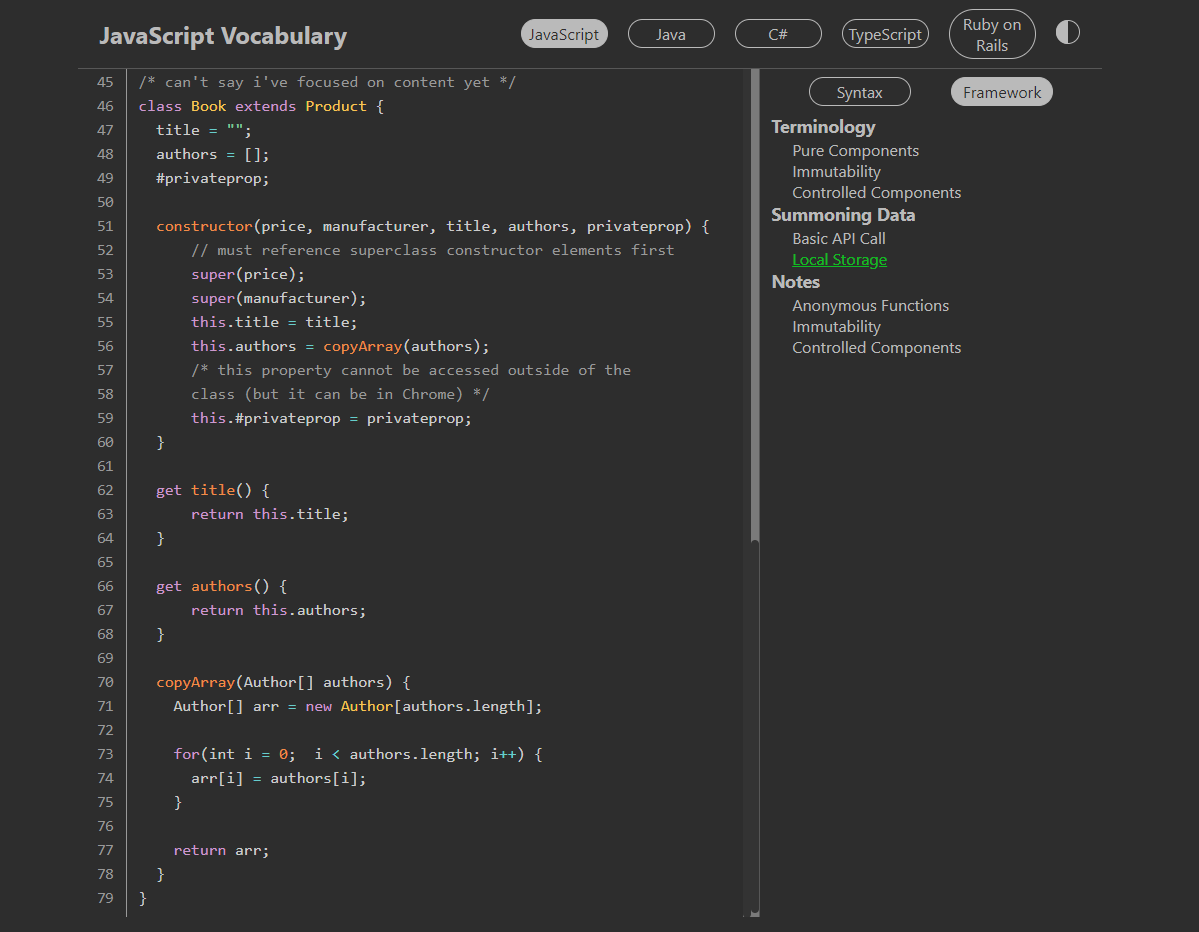 JavaScript Vocabulary
JavaScript
Java
C#
TypeScript
Ruby on
Rails
45 /* can't say i've focused on content yet */
46 class Book extends Product {
47   title = "";
48   authors = [];
49   #privateprop;
50
51   constructor(price, manufacturer, title, authors, privateprop) {
52       // must reference superclass constructor elements first
53       super(price);
54       super(manufacturer);
55       this.title = title;
56       this.authors = copyArray(authors);
57       /* this property cannot be accessed outside of the
58       class (but it can be in Chrome) */
59       this.#privateprop = privateprop;
60   }
61
62   get title() {
63       return this.title;
64   }
65
66   get authors() {
67       return this.authors;
68   }
69
70   copyArray(Author[] authors) {
71     Author[] arr = new Author[authors.length];
72
73     for(int i = 0;  i < authors.length; i++) {
74       arr[i] = authors[i];
75     }
76
77     return arr;
78   }
79 }
Syntax
Framework
Terminology
Pure Components
Immutability
Controlled Components
Summoning Data
Basic API Call
Local Storage
Notes
Anonymous Functions
Immutability
Controlled Components